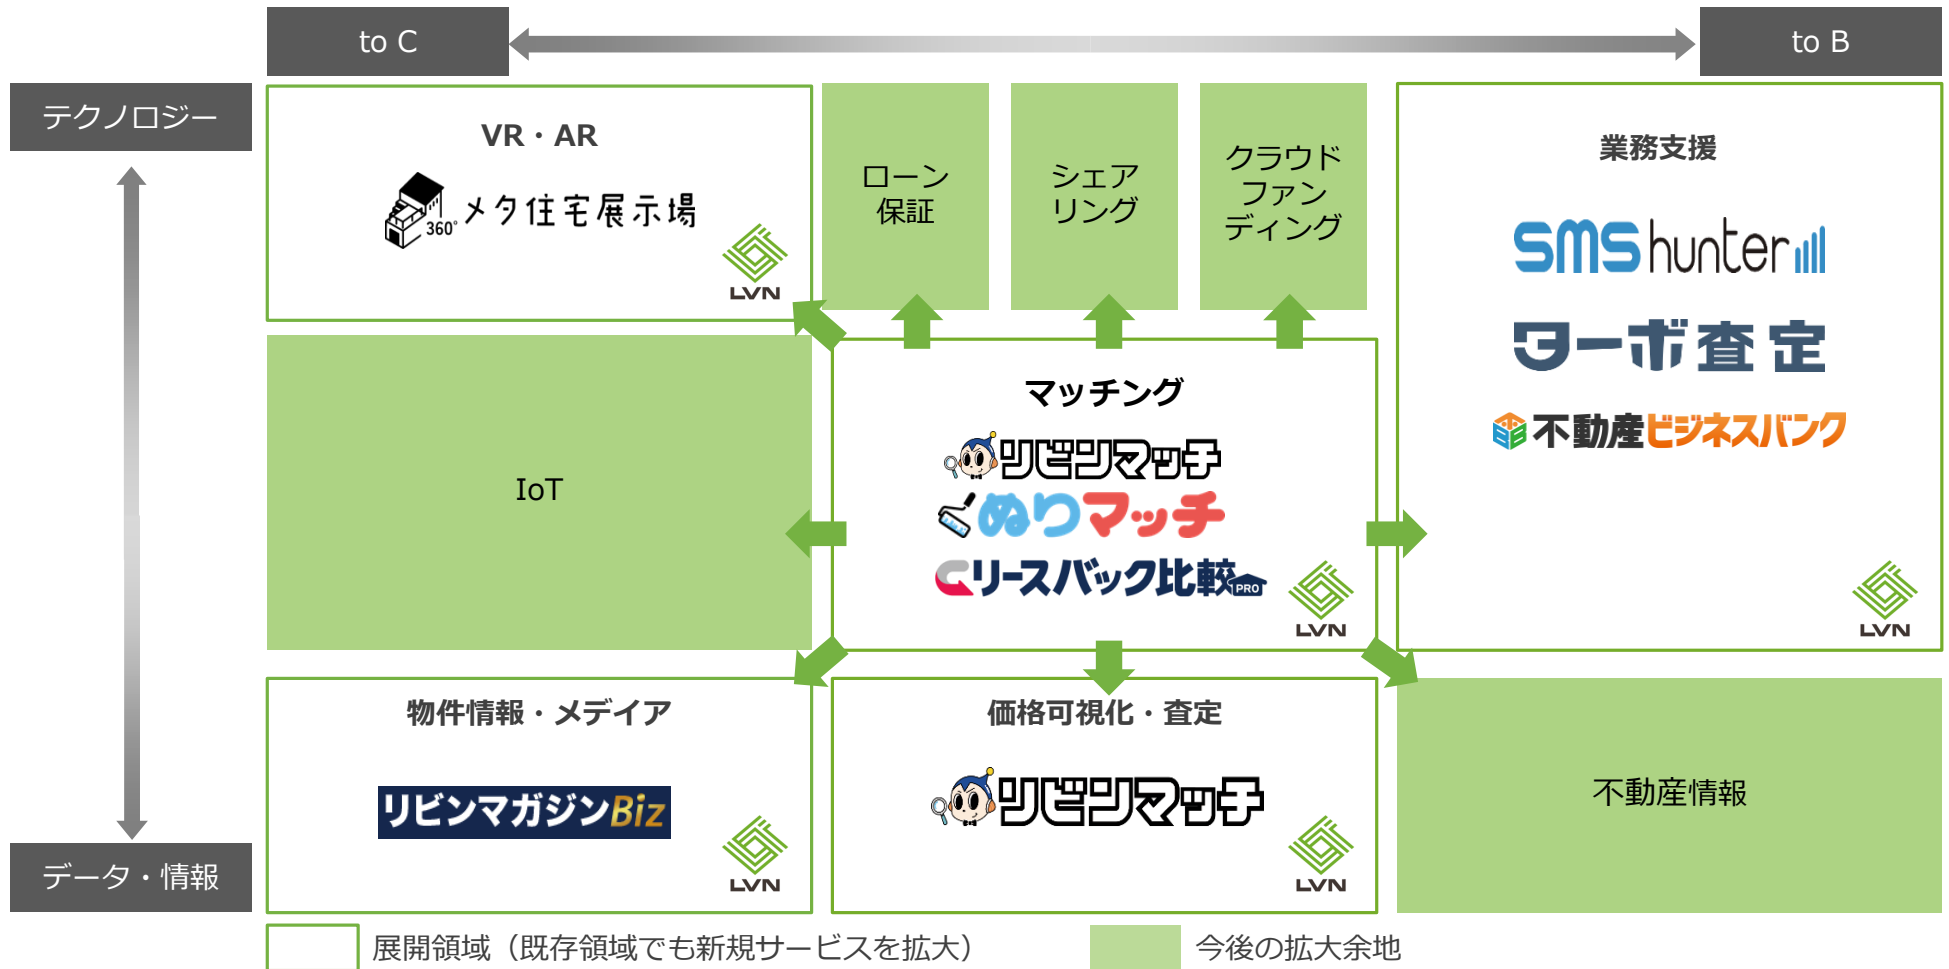 to C
to B
テクノロジー
データ・情報
VR・AR
360°
メタ住宅展示場
LVN
ローン
保証
シェア
リング
クラウド
ファン
ディング
業務支援
SMS hunter
ターボ査定
不動産ビジネスバンク
LVN
IoT
マッチング
リビンマッチ
ぬりマッチ
リースバック比較 PRO
LVN
物件情報・メデイア
リビンマガジンBiz
LVN
価格可視化・査定
リビンマッチ
LVN
不動産情報
展開領域（既存領域でも新規サービスを拡大）
今後の拡大余地